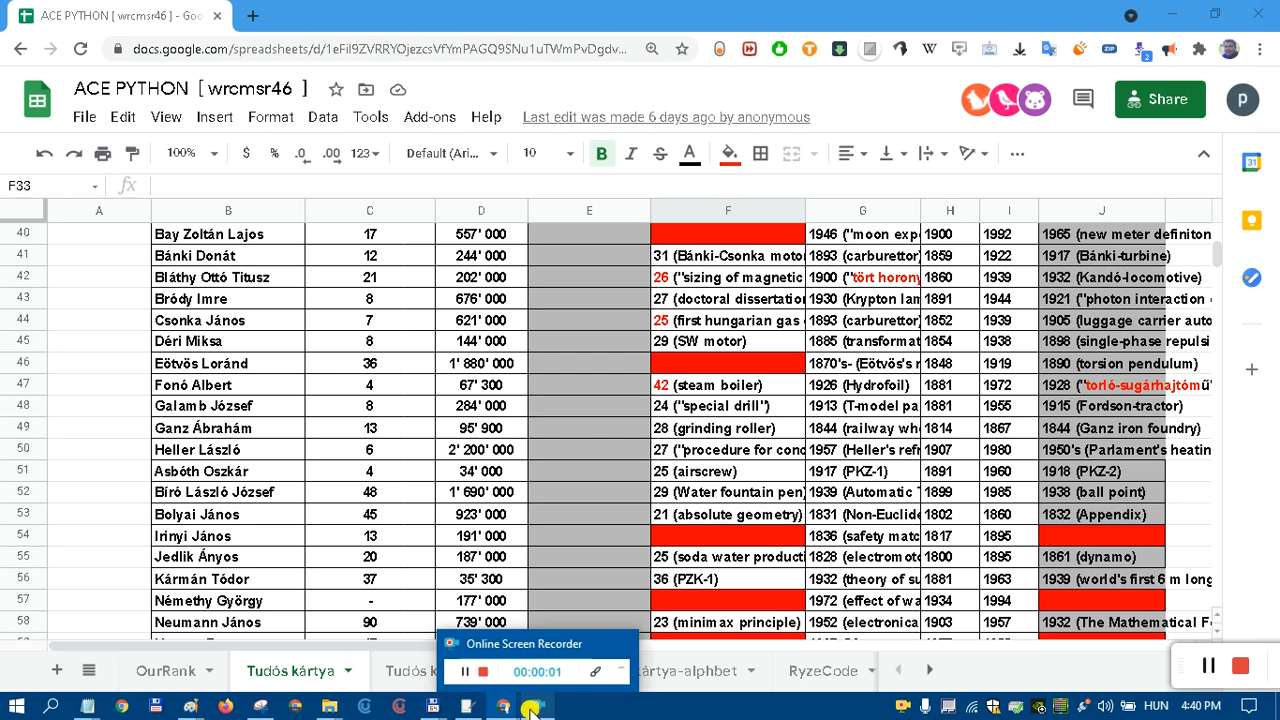 ACE PYTHON [ wrcmsr46 ] - Goo
docs.google.com/spreadsheets/d/1eFil9ZVRRYOjezcsVfYmPAGQ9SNu1uTWmPvDgdv...
ACE PYTHON [ wrcmsr46 ]
Share
p
File Edit View Insert Format Data Tools Add-ons Help Last edit was made 6 days ago by anonymous
100% $ % .0 .00 123 Default (Ari... 10 B I S A
F33 fx
A B C D E F G H I J
40 Bay Zoltán Lajos 17 557' 000 1946 ("moon exp 1900 1992 1965 (new meter definiton
41 Bánki Donát 12 244' 000 31 (Bánki-Csonka moto 1893 (carburettor) 1859 1922 1917 (Bánki-turbine)
42 Bláthy Ottó Titusz 21 202' 000 26 ("sizing of magnetic 1900 ("tört horony 1860 1939 1932 (Kandó-locomotive)
43 Bródy Imre 8 676' 000 27 (doctoral dissertation 1930 (Krypton lam 1891 1944 1921 ("photon interaction
44 Csonka János 7 621' 000 25 (first hungarian gas 1893 (carburettor) 1852 1939 1905 (luggage carrier auto
45 Déri Miksa 8 144' 000 29 (SW motor) 1885 (transformat 1854 1938 1898 (single-phase repulsi
46 Eötvös Loránd 36 1' 880' 000 1870's- (Eötvös's r 1848 1919 1890 (torsion pendulum)
47 Fonó Albert 4 67' 300 42 (steam boiler) 1926 (Hydrofoil) 1881 1972 1928 ("torló-sugárhajtómű"
48 Galamb József 8 284' 000 24 ("special drill") 1913 (T-model pa 1881 1955 1915 (Fordson-tractor)
49 Ganz Ábrahám 13 95' 900 28 (grinding roller) 1844 (railway whe 1814 1867 1844 (Ganz iron foundry)
50 Heller László 6 2' 200' 000 27 ("procedure for cond 1957 (Heller's refr 1907 1980 1950's (Parlament's heatin
51 Asbóth Oszkár 4 34' 000 25 (airscrew) 1917 (PKZ-1) 1891 1960 1918 (PKZ-2)
52 Bíró László József 48 1' 690' 000 29 (Water fountain pen) 1939 (Automatic T 1899 1985 1938 (ball point)
53 Bolyai János 45 923' 000 21 (absolute geometry) 1831 (Non-Euclide 1802 1860 1832 (Appendix)
54 Irinyi János 13 191' 000 1836 (safety matc 1817 1895
55 Jedlik Ányos 20 187' 000 25 (soda water producti 1828 (electromoto 1800 1895 1861 (dynamo)
56 Kármán Tódor 37 35' 300 36 (PZK-1) 1932 (theory of su 1881 1963 1939 (world's first 6 m long
57 Némethy György - 177' 000 1972 (effect of wa 1934 1994
58 Neumann János 90 739' 000 23 (minimax principle) 1952 (electronica 1903 1957 1932 (The Mathematical Fo
Online Screen Recorder
00:00:01
OurRank Tudós kártya Tudós k kártya-alphbet RyzeCode
HUN 4:40 PM